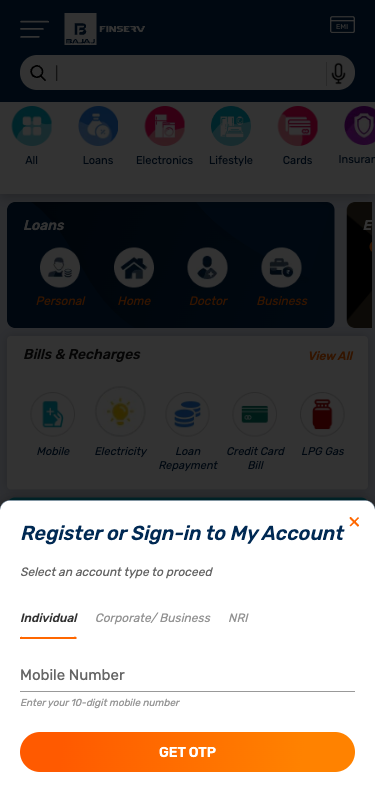 B
BAJAJ
FINSERV
EMI
All
Loans
Electronics
Lifestyle
Cards
Insuran
Loans
E
Personal
Home
Doctor
Business
Bills & Recharges
View All
Mobile
Electricity
Loan
Repayment
Credit Card
Bill
LPG Gas
Register or Sign-in to My Account
Select an account type to proceed
Individual
Corporate/ Business
NRI
Mobile Number
Enter your 10-digit mobile number
GET OTP